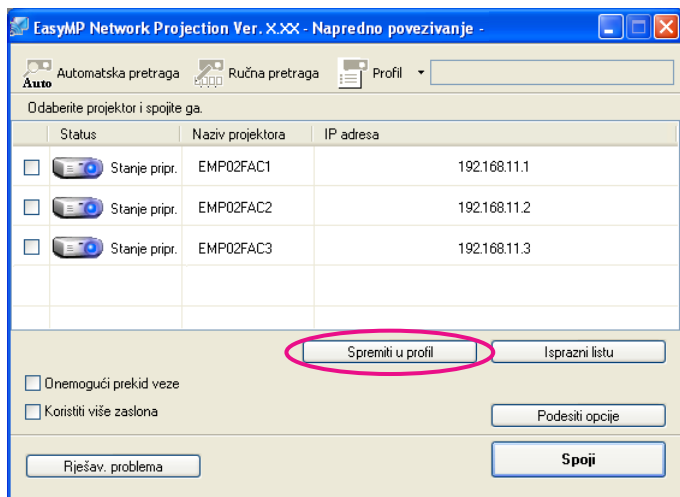 EasyMP Network Projection Ver. X.XX - Napredno povezivanje -
Auto Automatska pretraga Ručna pretraga Profil
Odaberite projektor i spojite ga.
Status Naziv projektora IP adresa
Stanje pripr. EMP02FAC1 192.168.11.1
Stanje pripr. EMP02FAC2 192.168.11.2
Stanje pripr. EMP02FAC3 192.168.11.3
Spremiti u profil Isprazni listu
Onemogući prekid veze
Koristiti više zaslona
Podesiti opcije
Rješav. problema Spoji